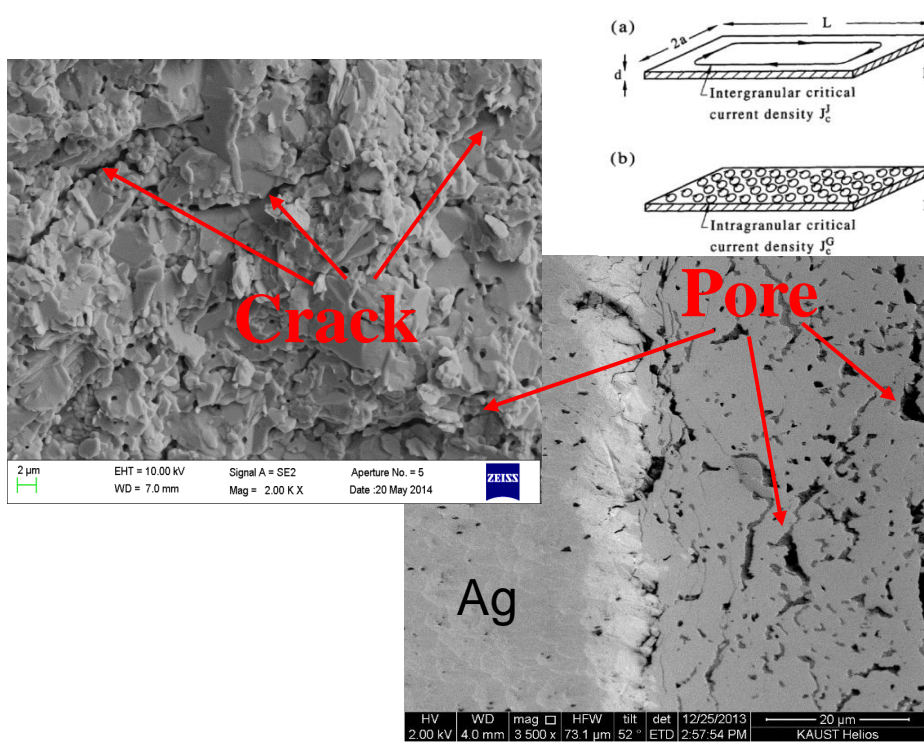 (a)
L
2a
d
Intergranular critical
current density J_c^J
(b)
Intragranular critical
current density J_c^G
Crack
Pore
2 µm
EHT = 10.00 kV
Signal A = SE2
Aperture No. = 5
WD = 7.0 mm
Mag = 2.00 K X
Date :20 May 2014
ZEISS
Ag
HV
WD
mag
HFW
tilt
det
12/25/2013
20 µm
2.00 kV
4.0 mm
3 500 x
73.1 µm
52 °
ETD
2:57:54 PM
KAUST Helios